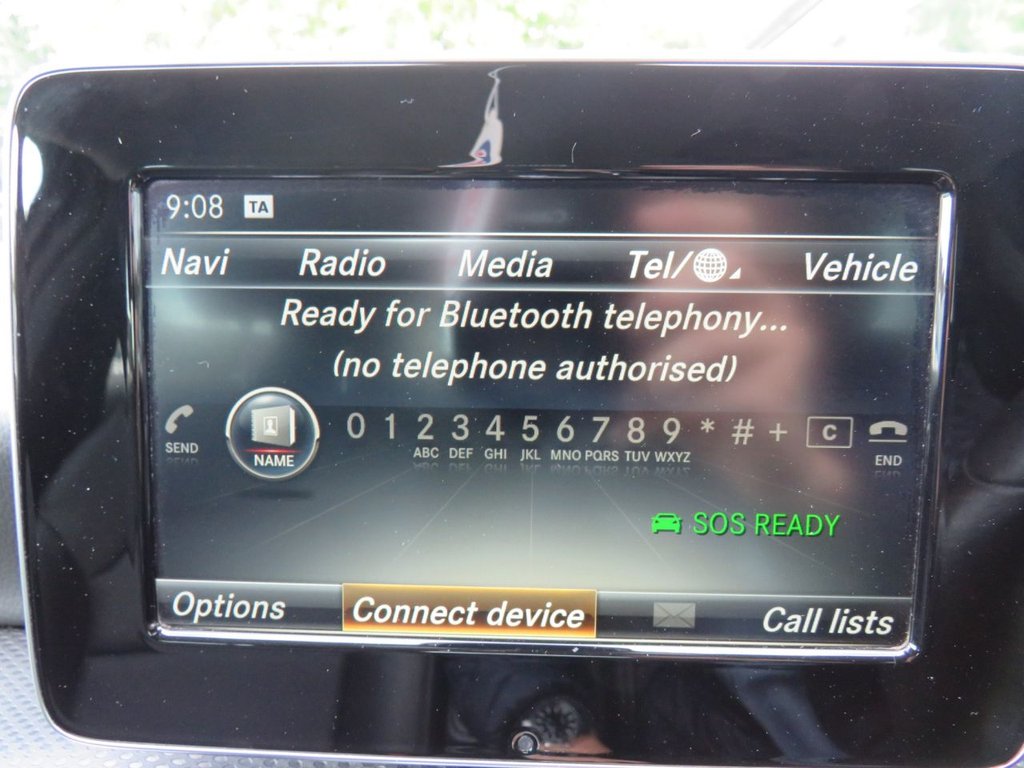 9:08 TA
Navi Radio Media Tel/ Vehicle
Ready for Bluetooth telephony...
(no telephone authorised)
0 1 2 3 4 5 6 7 8 9 * # + C
SEND NAME ABC DEF GHI JKL MNO PQRS TUV WXYZ END
SOS READY
Options Connect device Call lists